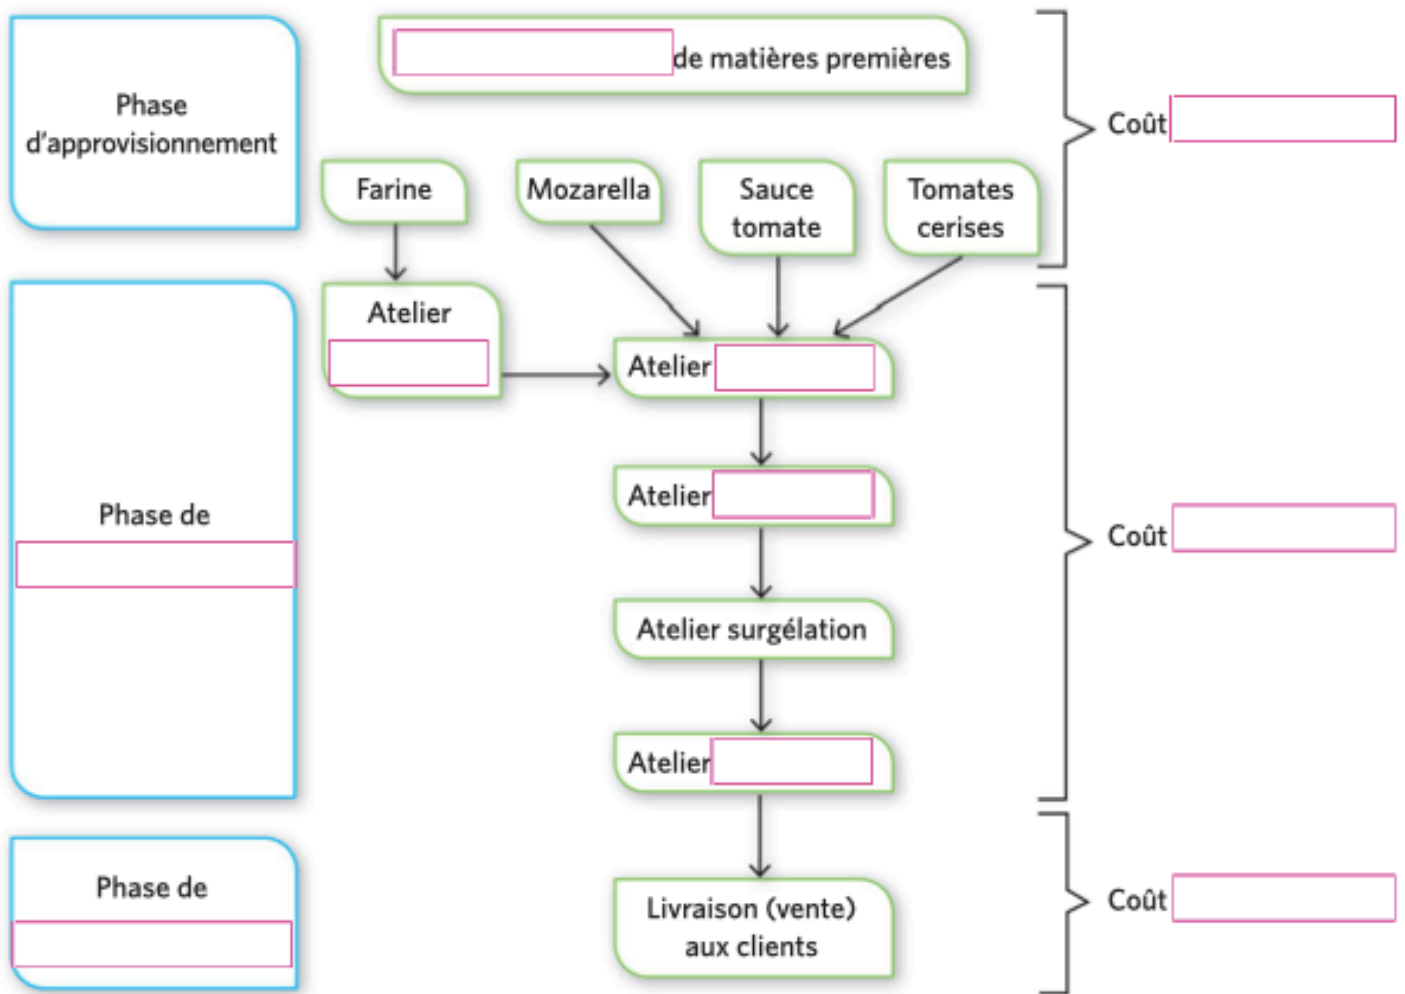 de matières premières
Phase
d'approvisionnement
Coût
Farine
Mozarella
Sauce
tomate
Tomates
cerises
Atelier
Atelier
Atelier
Phase de
Coût
Atelier surgélation
Atelier
Phase de
Livraison (vente)
aux clients
Coût